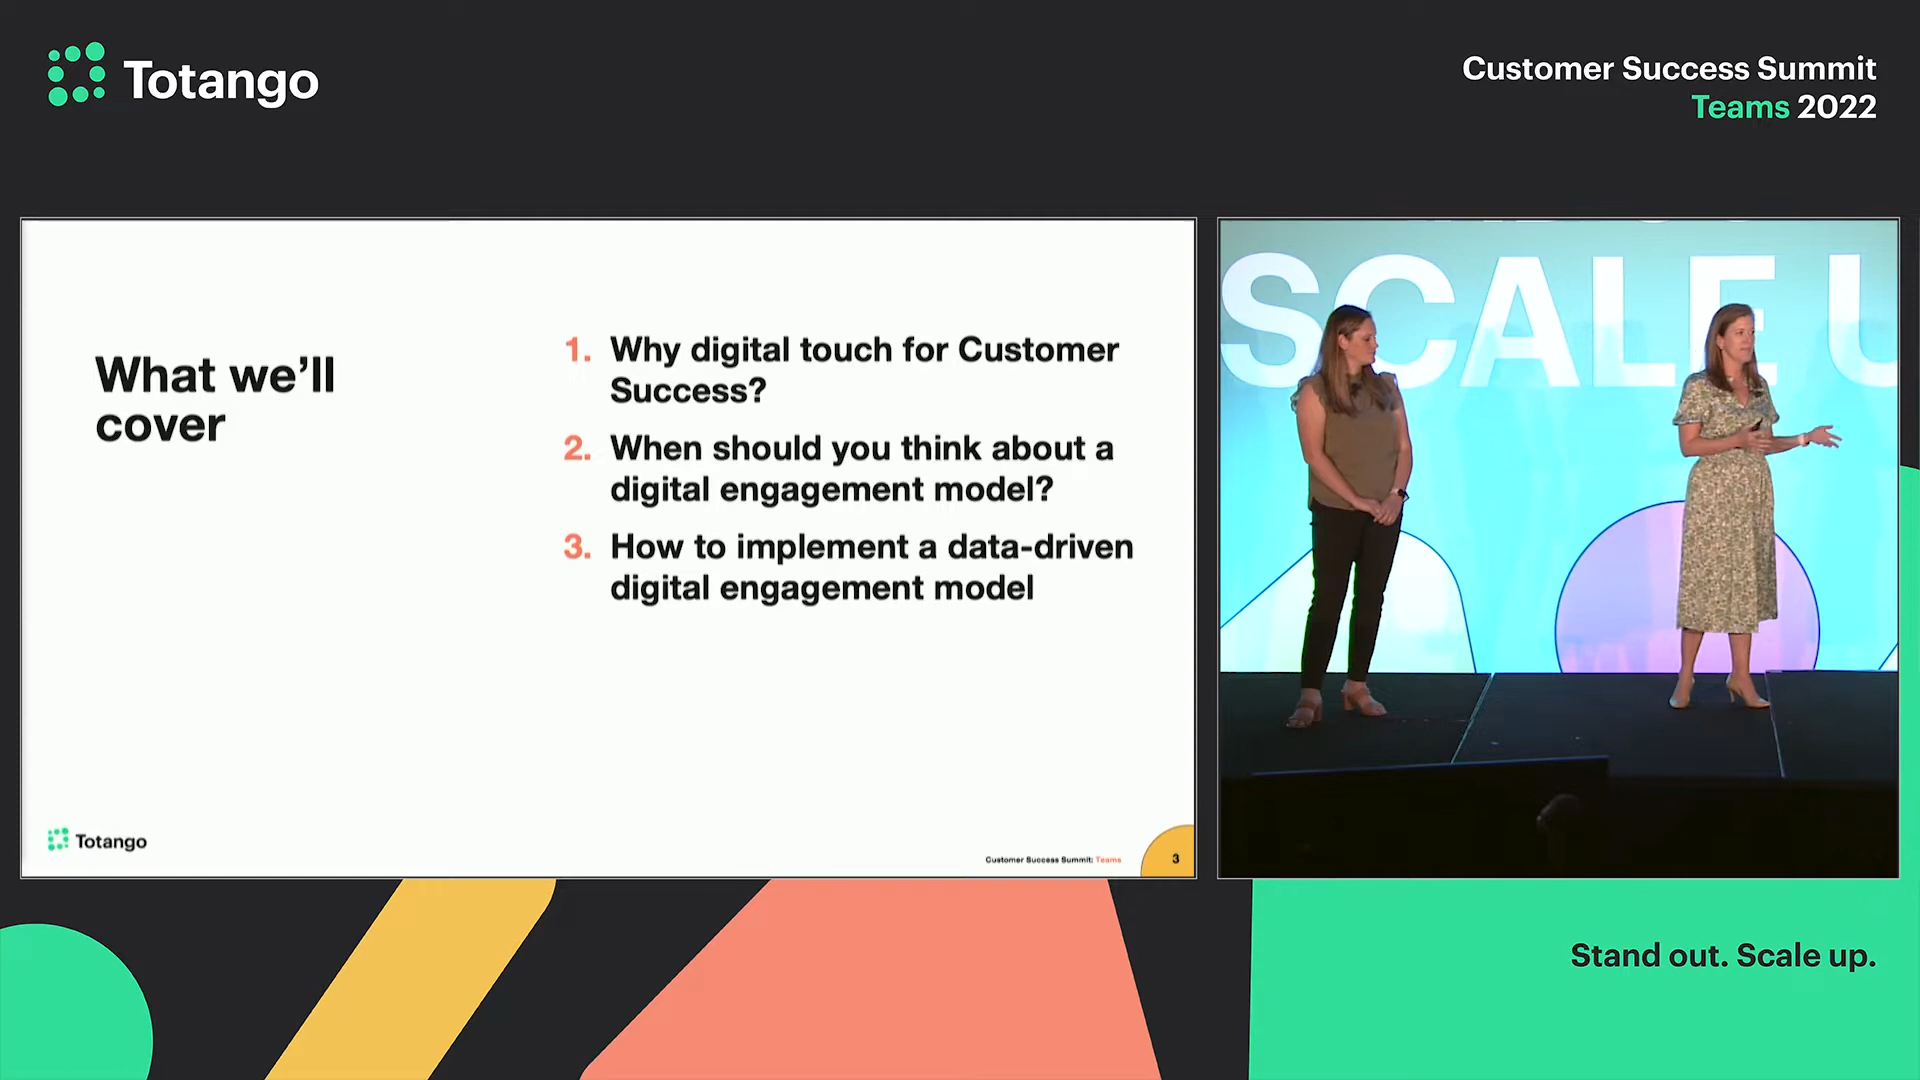 Totango
Customer Success Summit
Teams 2022
What we'll
cover
1. Why digital touch for Customer
Success?
2. When should you think about a
digital engagement model?
3. How to implement a data-driven
digital engagement model
Totango
Customer Success Summit: Teams
3
SCALE U
Stand out. Scale up.